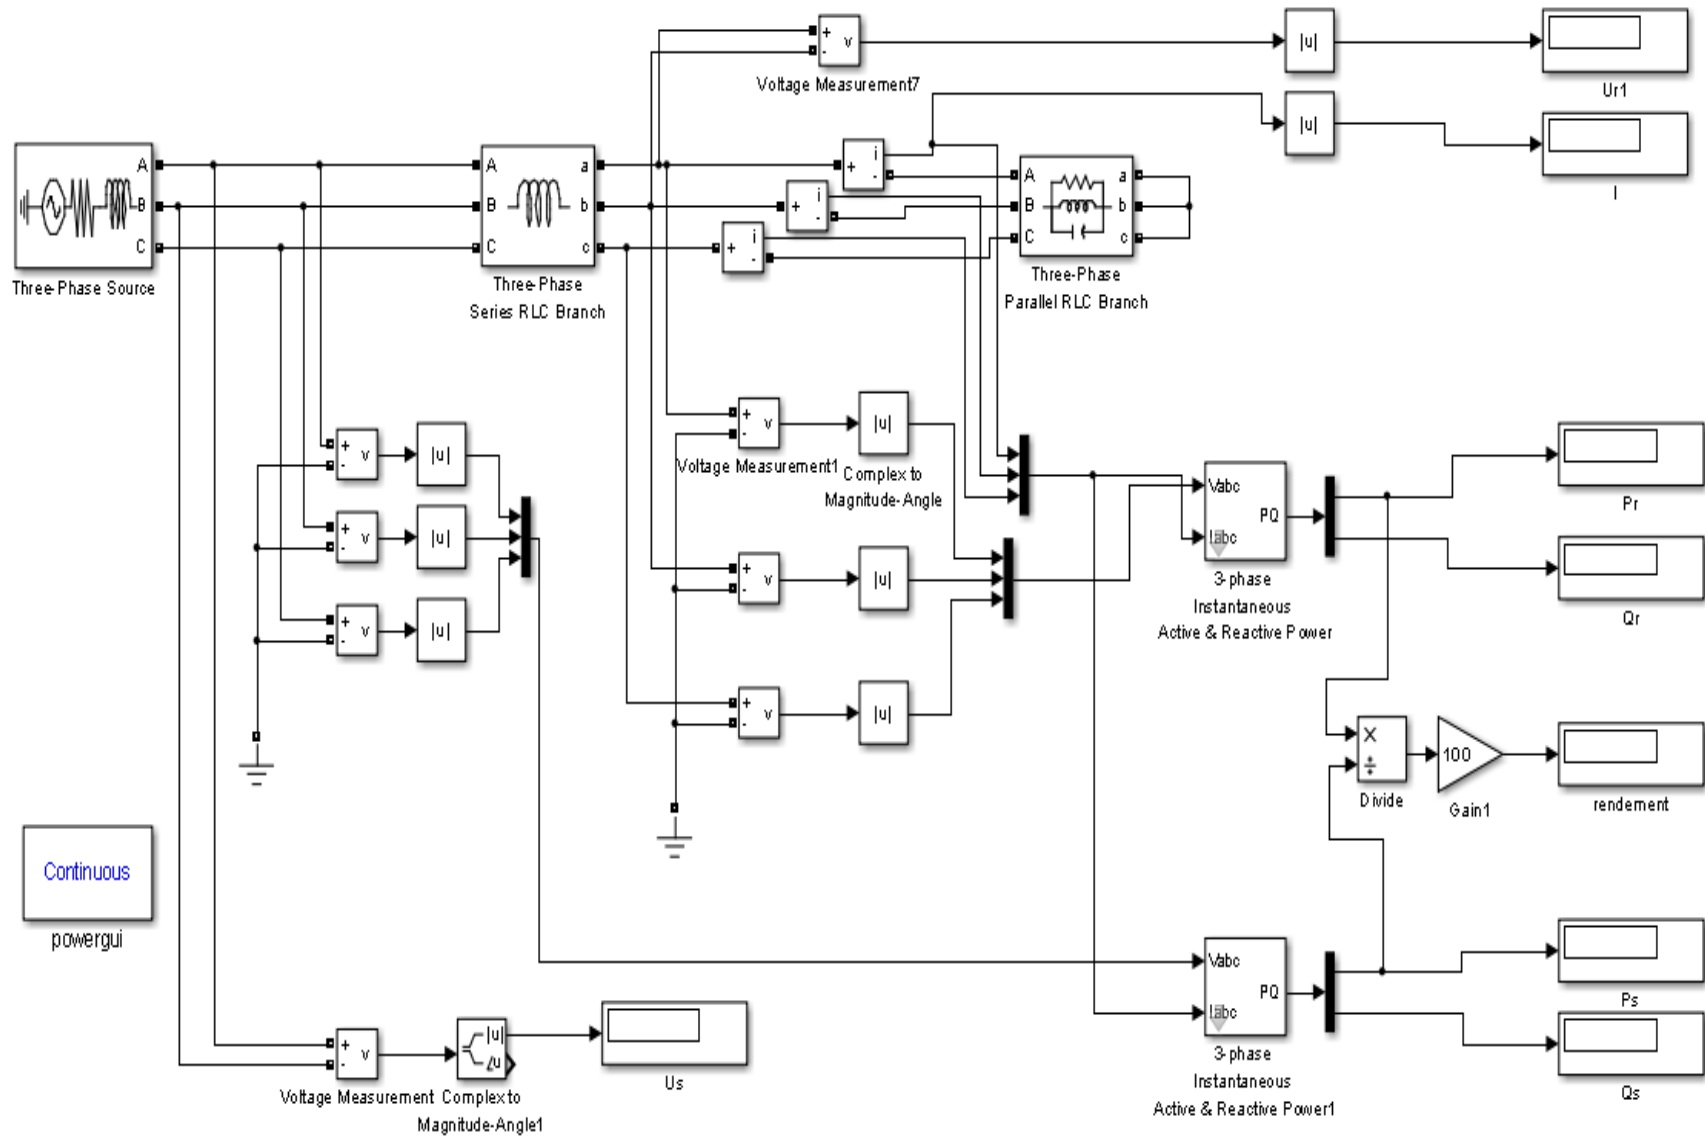 +
-
v
Voltage Measurement7
|u|
Ur1
|u|
I
A
B
C
Three-Phase Source
A
B
C
a
b
c
Three-Phase
Series RLC Branch
+
i
-
+
i
-
+
i
-
A
B
C
a
b
c
Three-Phase
Parallel RLC Branch
+
-
v
|u|
+
-
v
|u|
+
-
v
|u|
+
-
v
|u|
Voltage Measurement1
Complex to
Magnitude-Angle
+
-
v
|u|
+
-
v
|u|
Vabc
Iabc
PQ
3-phase
Instantaneous
Active & Reactive Power
Pr
Qr
X
÷
Divide
100
Gain1
rendement
Continuous
powergui
Vabc
Iabc
PQ
3-phase
Instantaneous
Active & Reactive Power1
Ps
Qs
+
-
v
Voltage Measurement
|u|
∠u
Complex to
Magnitude-Angle1
Us